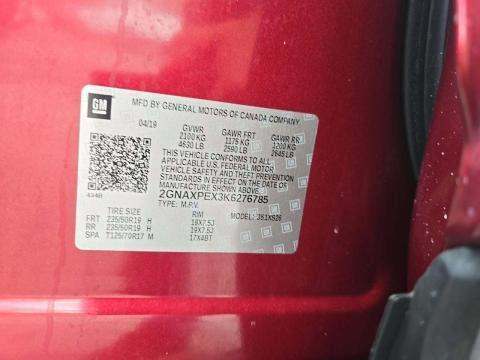 GM
MFD BY GENERAL MOTORS OF CANADA COMPANY
04/19 GVWR GAWR FRT GAWR RR
2100 KG 1175 KG 1200 KG
4630 LB 2590 LB 2645 LB
THIS VEHICLE CONFORMS TO ALL
APPLICABLE U.S. FEDERAL MOTOR
VEHICLE SAFETY AND THEFT PREVENTION
STANDARDS IN EFFECT ON THE DATE OF
MANUFACTURE SHOWN ABOVE.
2GNAXPEX3K6276785
TYPE: M.P.V. MODEL:
TIRE SIZE RIM
FRT 235/50R19 H 19X7.5J
RR 235/50R19 H 19X7.5J
SPA T125/70R17 M 17X4BT